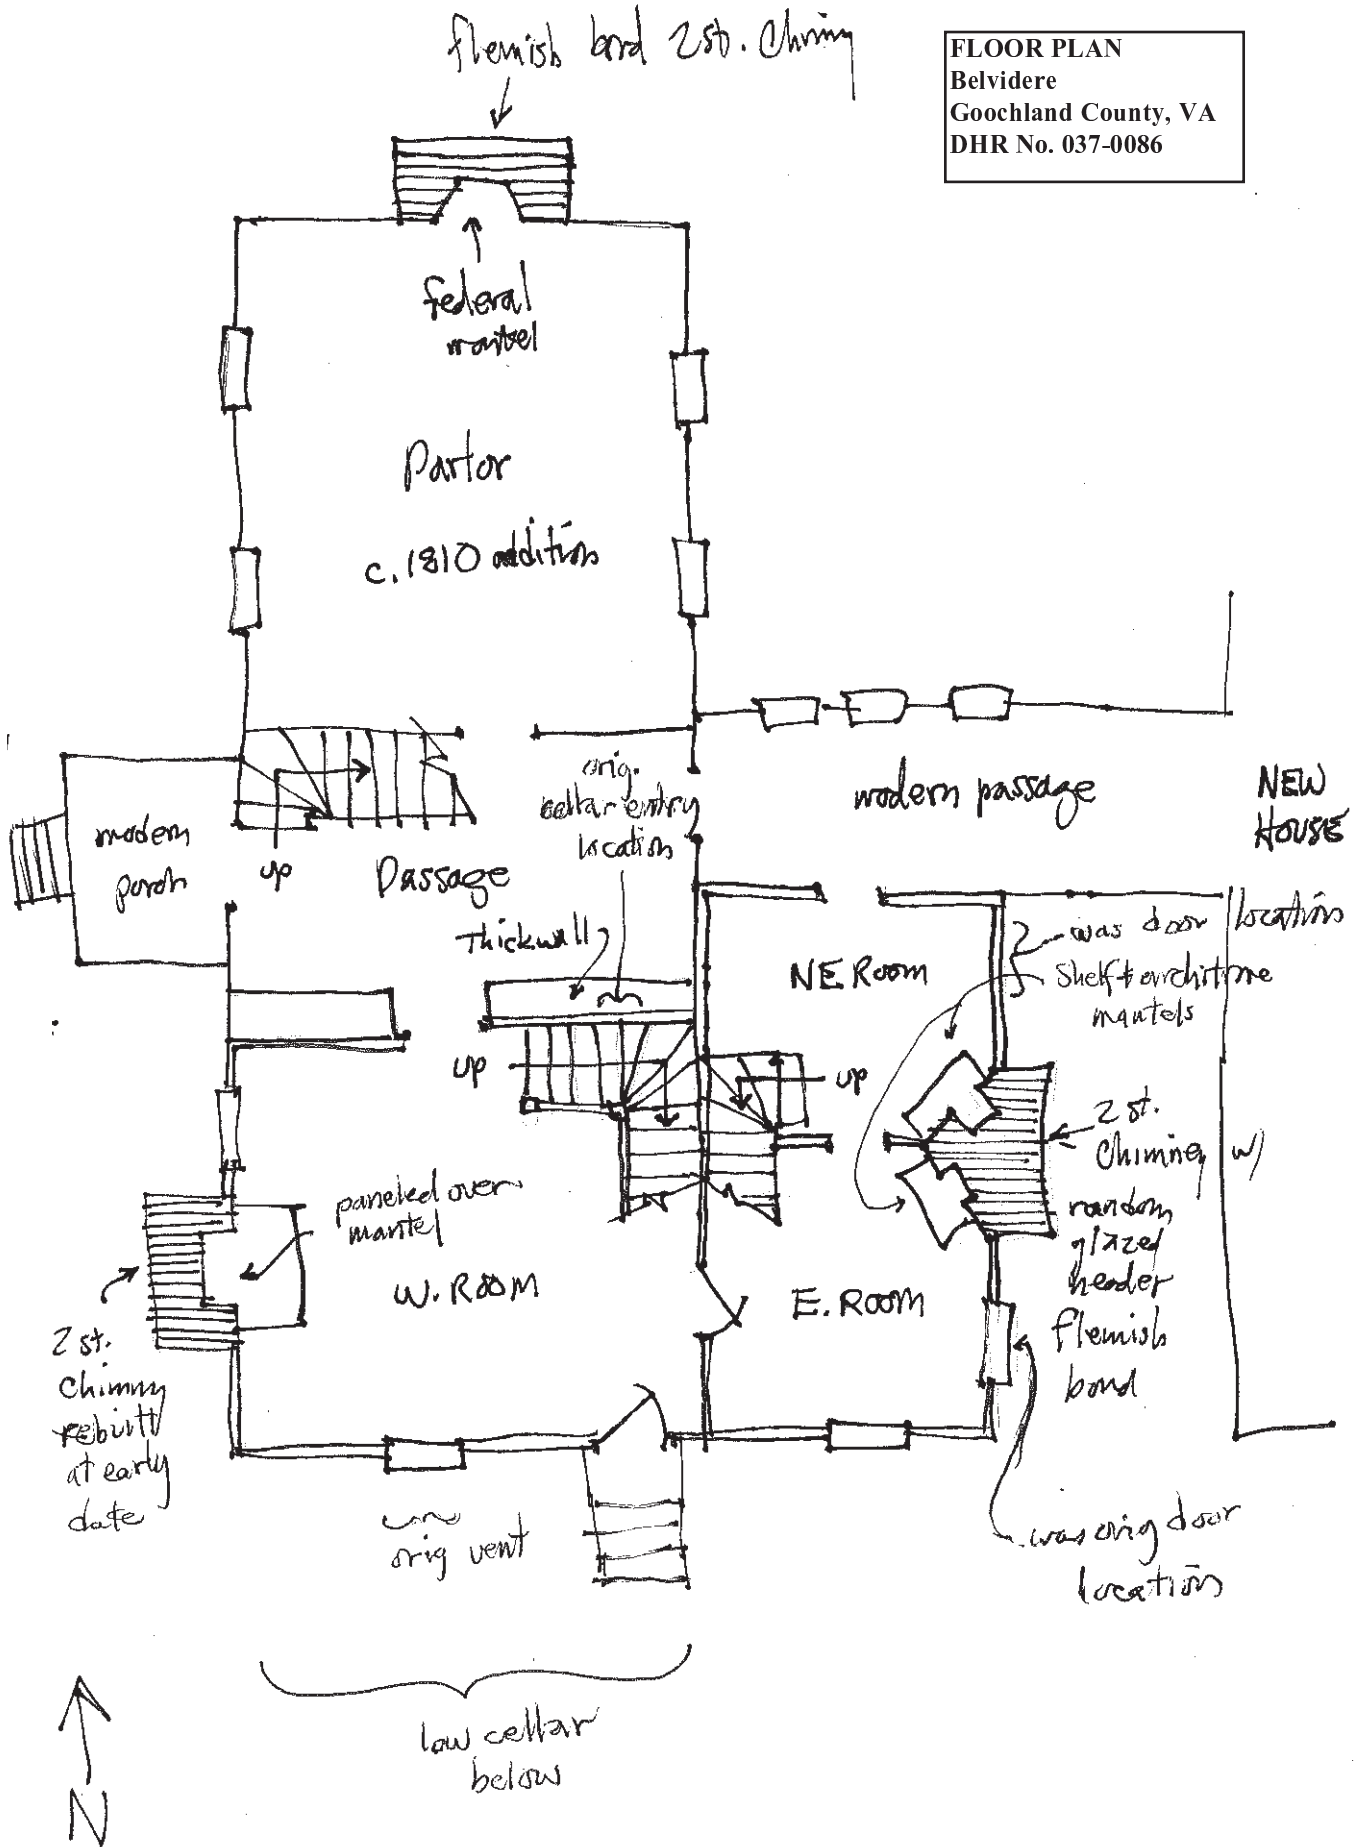 flemish bond 2st. Chimny
FLOOR PLAN
Belvidere
Goochland County, VA
DHR No. 037-0086
federal
mantel
Parlor
c. 1810 addition
orig.
cellar entry
location
modern passage
NEW
HOUSE
location
modern
porch
up
Passage
Thick wall
NE ROOM
was door
Shelf & architrave
mantels
up
up
2 st.
Chimney w/
random
glazed
header
flemish
bond
paneled over
mantel
W. ROOM
E. ROOM
2 st.
Chimny
rebuilt
at early
date
orig vent
was orig door
location
low cellar
below
N